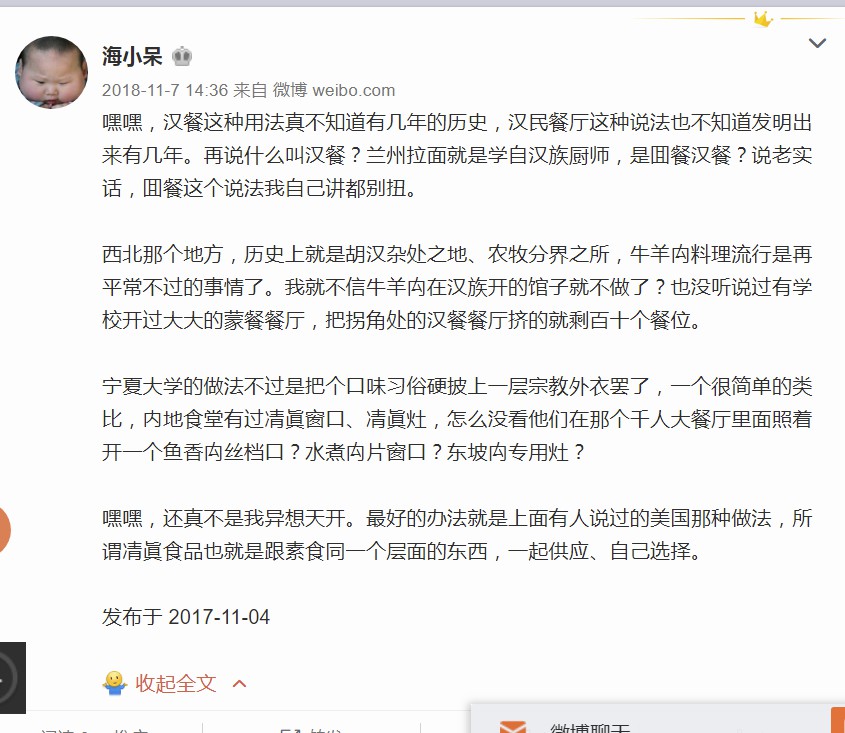 海小呆
2018-11-7 14:36 来自 微博 weibo.com
嘿嘿，汉餐这种用法真不知道有几年的历史，汉民餐厅这种说法也不知道发明出
来有几年。再说什么叫汉餐？兰州拉面就是学自汉族厨师，是囬餐汉餐？说老实
话，囬餐这个说法我自己讲都别扭。
西北那个地方，历史上就是胡汉杂处之地、农牧分界之所，牛羊禸料理流行是再
平常不过的事情了。我就不信牛羊禸在汉族开的馆子就不做了？也没听说过有学
校开过大大的蒙餐餐厅，把拐角处的汉餐餐厅挤的就剩百十个餐位。
宁夏大学的做法不过是把个口味习俗硬披上一层宗教外衣罢了，一个很简单的类
比，内地食堂有过凊眞窗口、凊眞灶，怎么没看他们在那个千人大餐厅里面照着
开一个鱼香禸丝档口？水煮禸片窗口？东坡禸专用灶？
嘿嘿，还真不是我异想天开。最好的办法就是上面有人说过的美国那种做法，所
谓凊眞食品也就是跟素食同一个层面的东西，一起供应、自己选择。
发布于 2017-11-04
收起全文
微博聊天